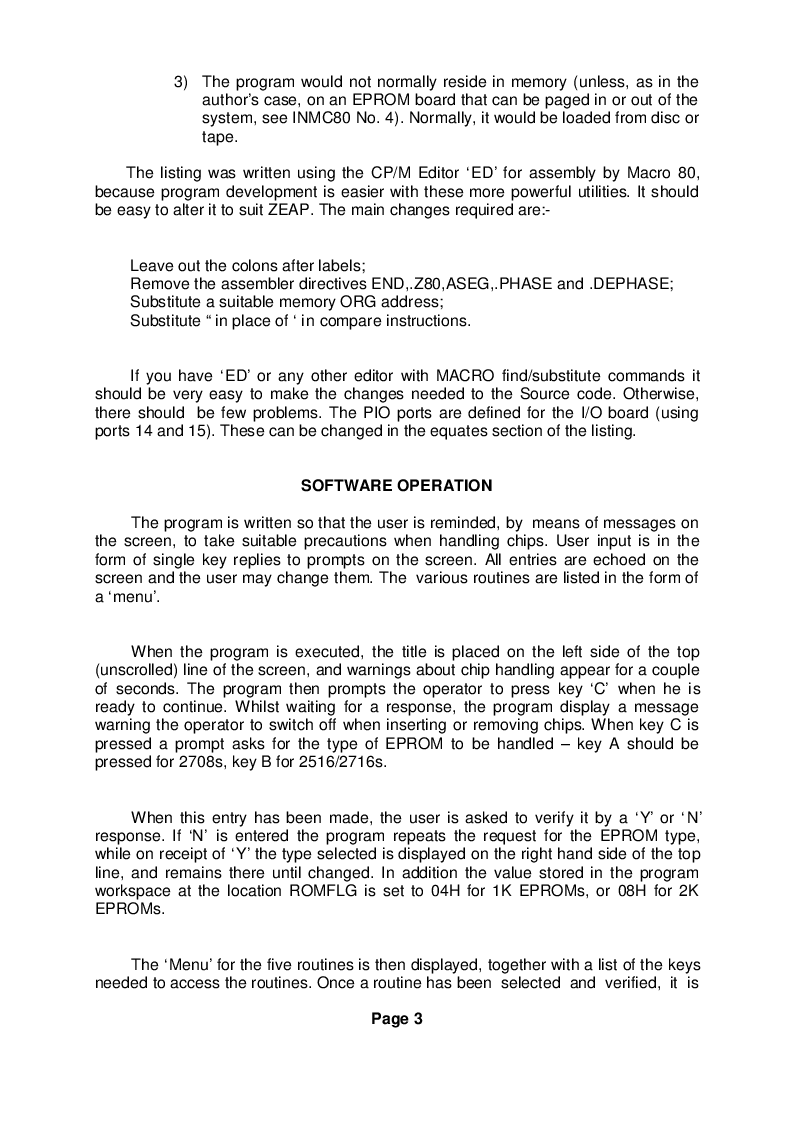 3) The program would not normally reside in memory (unless, as in the
author's case, on an EPROM board that can be paged in or out of the
system, see INMC80 No. 4). Normally, it would be loaded from disc or
tape.
The listing was written using the CP/M Editor ‘ED’ for assembly by Macro 80,
because program development is easier with these more powerful utilities. It should
be easy to alter it to suit ZEAP. The main changes required are:-
Leave out the colons after labels;
Remove the assembler directives END,.Z80,ASEG,.PHASE and .DEPHASE;
Substitute a suitable memory ORG address;
Substitute “ in place of ‘ in compare instructions.
If you have ‘ED’ or any other editor with MACRO find/substitute commands it
should be very easy to make the changes needed to the Source code. Otherwise,
there should be few problems. The PIO ports are defined for the I/O board (using
ports 14 and 15). These can be changed in the equates section of the listing.
SOFTWARE OPERATION
The program is written so that the user is reminded, by means of messages on
the screen, to take suitable precautions when handling chips. User input is in the
form of single key replies to prompts on the screen. All entries are echoed on the
screen and the user may change them. The various routines are listed in the form of
a ‘menu’.
When the program is executed, the title is placed on the left side of the top
(unscrolled) line of the screen, and warnings about chip handling appear for a couple
of seconds. The program then prompts the operator to press key ‘C’ when he is
ready to continue. Whilst waiting for a response, the program display a message
warning the operator to switch off when inserting or removing chips. When key C is
pressed a prompt asks for the type of EPROM to be handled – key A should be
pressed for 2708s, key B for 2516/2716s.
When this entry has been made, the user is asked to verify it by a ‘Y’ or ‘N’
response. If ‘N’ is entered the program repeats the request for the EPROM type,
while on receipt of ‘Y’ the type selected is displayed on the right hand side of the top
line, and remains there until changed. In addition the value stored in the program
workspace at the location ROMFLG is set to 04H for 1K EPROMs, or 08H for 2K
EPROMs.
The ‘Menu’ for the five routines is then displayed, together with a list of the keys
needed to access the routines. Once a routine has been selected and verified, it is
Page 3